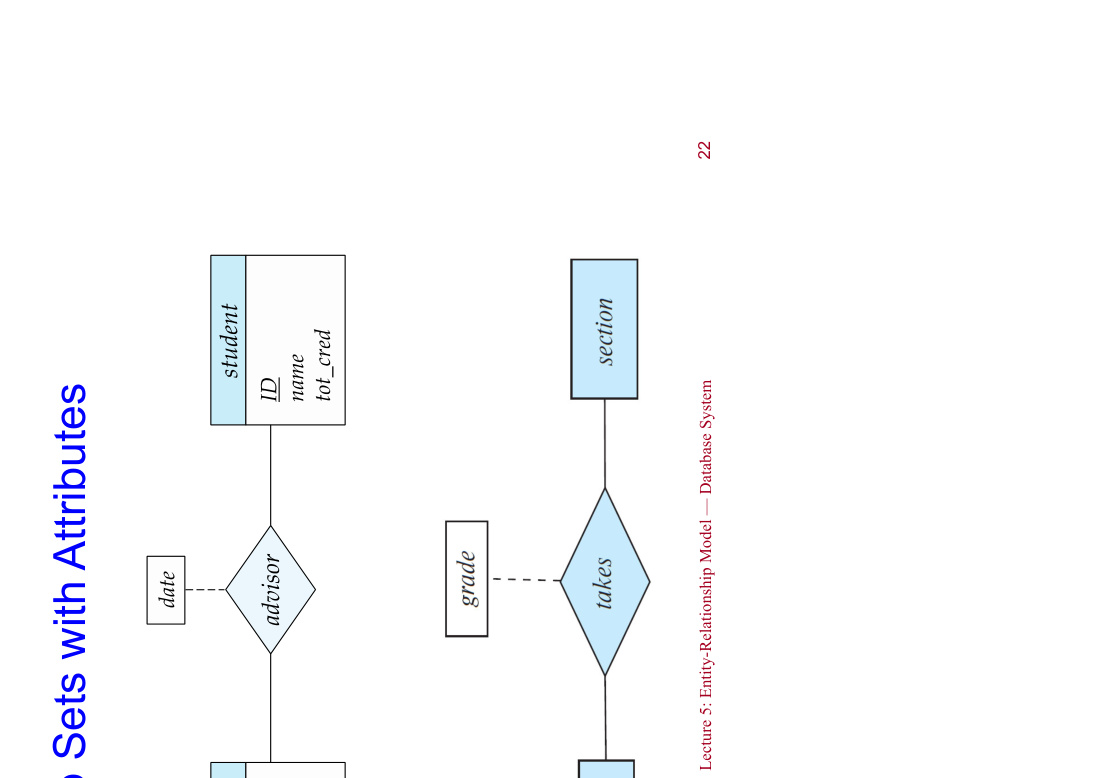 Sets with Attributes
date
advisor
student
ID
name
tot_cred
grade
takes
section
Lecture 5: Entity-Relationship Model — Database System
22